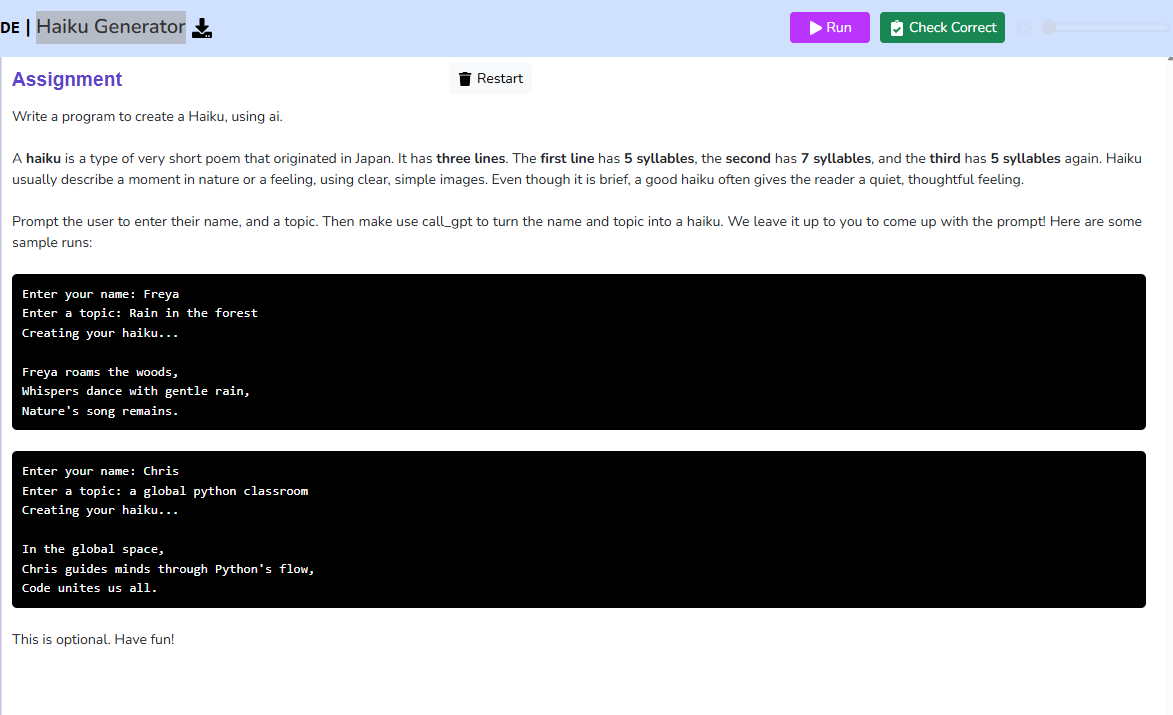 DE | Haiku Generator
Run
Check Correct
Assignment
Restart
Write a program to create a Haiku, using ai.
A haiku is a type of very short poem that originated in Japan. It has three lines. The first line has 5 syllables, the second has 7 syllables, and the third has 5 syllables again. Haiku
usually describe a moment in nature or a feeling, using clear, simple images. Even though it is brief, a good haiku often gives the reader a quiet, thoughtful feeling.
Prompt the user to enter their name, and a topic. Then make use call_gpt to turn the name and topic into a haiku. We leave it up to you to come up with the prompt! Here are some
sample runs:
Enter your name: Freya
Enter a topic: Rain in the forest
Creating your haiku...
Freya roams the woods,
Whispers dance with gentle rain,
Nature's song remains.
Enter your name: Chris
Enter a topic: a global python classroom
Creating your haiku...
In the global space,
Chris guides minds through Python's flow,
Code unites us all.
This is optional. Have fun!